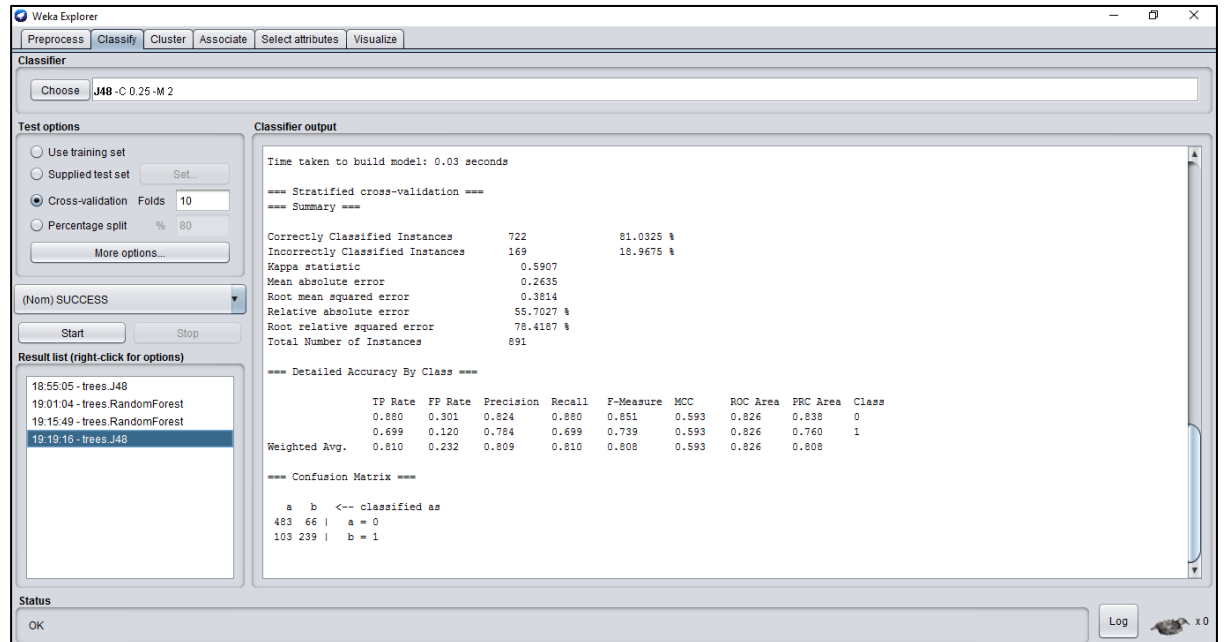 Weka Explorer
Preprocess Classify Cluster Associate Select attributes Visualize
Classifier
Choose J48 -C 0.25 -M 2
Test options
Use training set
Supplied test set Set...
Cross-validation Folds 10
Percentage split % 80
More options...
(Nom) SUCCESS
Start Stop
Result list (right-click for options)
18:55:05 - trees.J48
19:01:04 - trees.RandomForest
19:15:49 - trees.RandomForest
19:19:16 - trees.J48
Classifier output
Time taken to build model: 0.03 seconds
=== Stratified cross-validation ===
=== Summary ===
Correctly Classified Instances 722 81.0325 %
Incorrectly Classified Instances 169 18.9675 %
Kappa statistic 0.5907
Mean absolute error 0.2635
Root mean squared error 0.3814
Relative absolute error 55.7027 %
Root relative squared error 78.4187 %
Total Number of Instances 891
=== Detailed Accuracy By Class ===
TP Rate FP Rate Precision Recall F-Measure MCC ROC Area PRC Area Class
0.880 0.301 0.824 0.880 0.851 0.593 0.826 0.838 0
0.699 0.120 0.784 0.699 0.739 0.593 0.826 0.760 1
Weighted Avg. 0.810 0.232 0.809 0.810 0.808 0.593 0.826 0.808
=== Confusion Matrix ===
a b <-- classified as
483 66 | a = 0
103 239 | b = 1
Status
OK
Log x 0